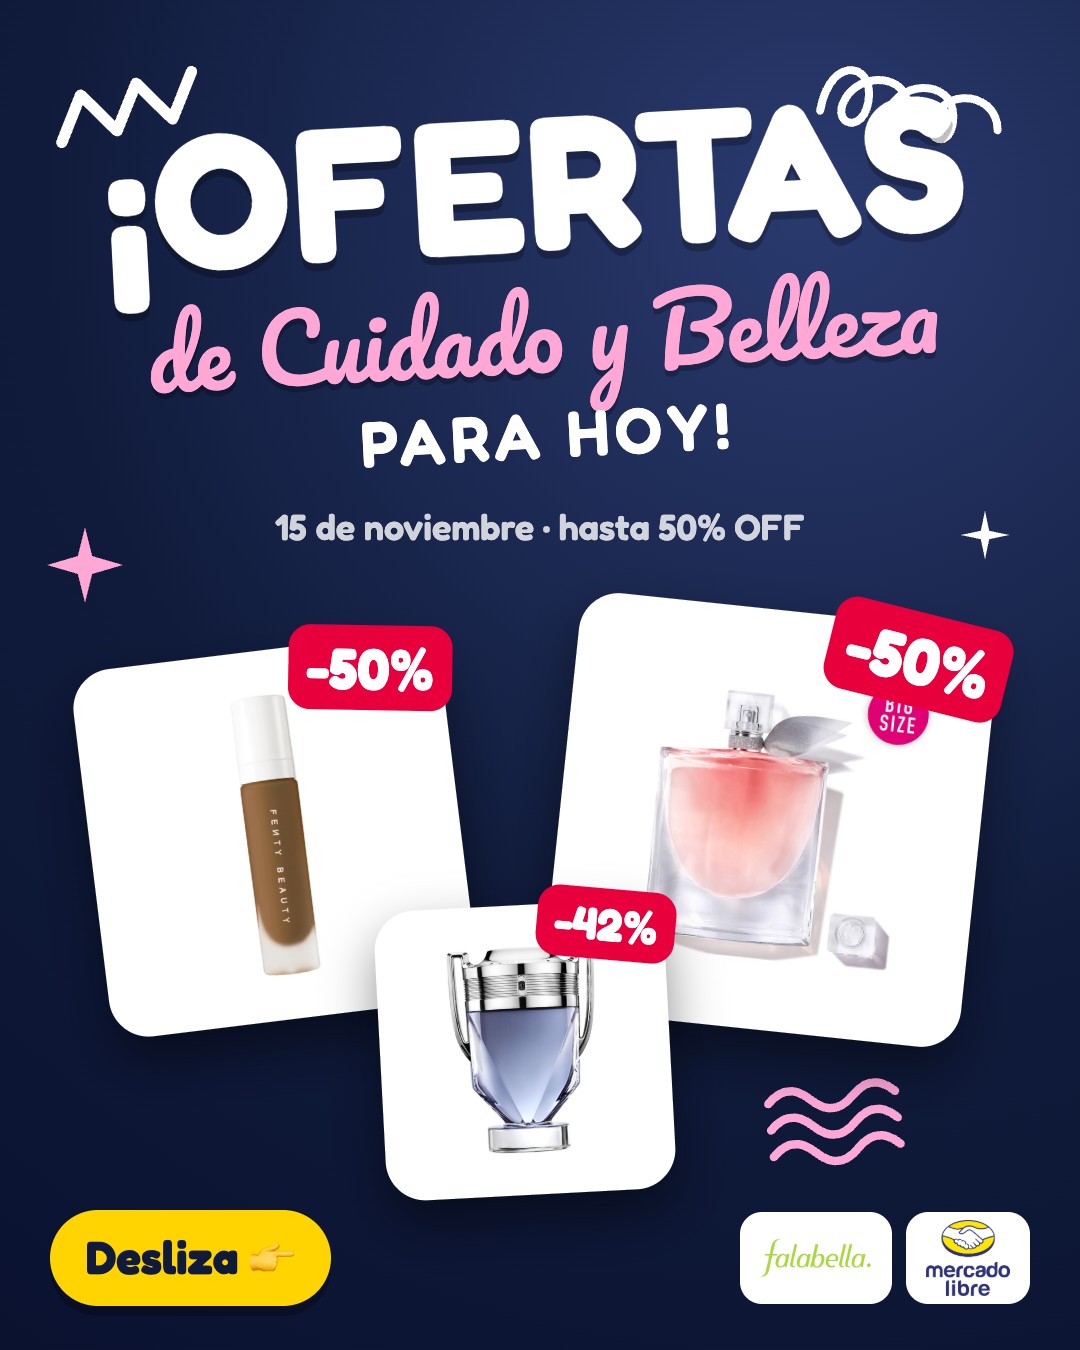 ¡OFERTAS
de Cuidado y Belleza
PARA HOY!
15 de noviembre · hasta 50% OFF
-50%
-50%
BIG
SIZE
FENTY BEAUTY
-42%
Desliza
falabella.
mercado
libre